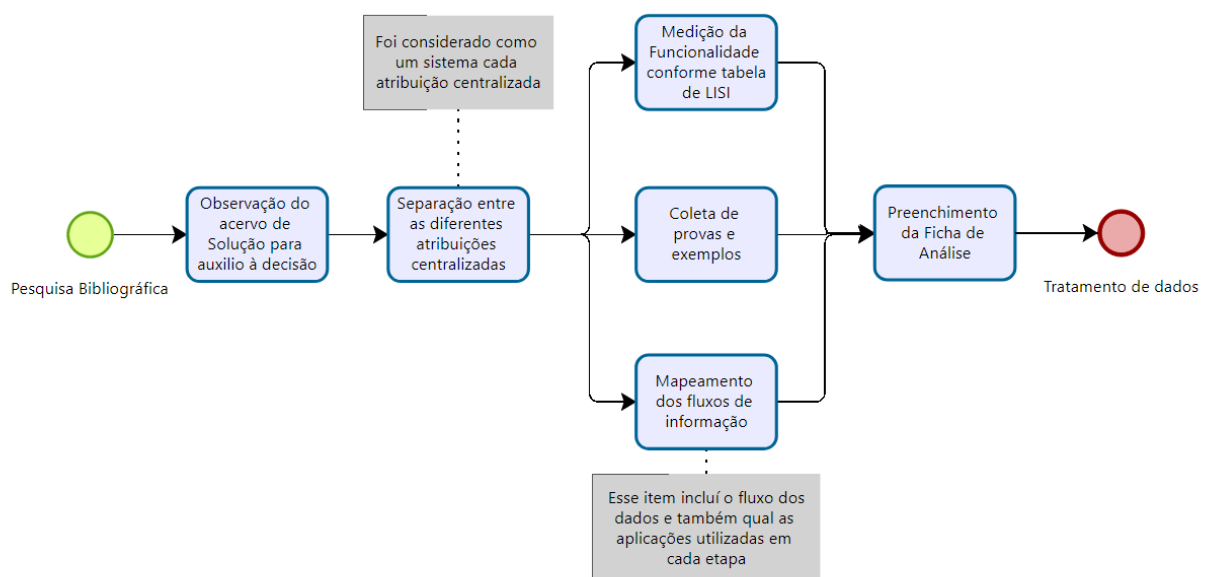 Foi considerado como
um sistema cada
atribuição centralizada
Medição da
Funcionalidade
conforme tabela
de LISI
Pesquisa Bibliográfica
Observação do
acervo de
Solução para
auxilio à decisão
Separação entre
as diferentes
atribuições
centralizadas
Coleta de
provas e
exemplos
Preenchimento
da Ficha de
Análise
Tratamento de dados
Mapeamento
dos fluxos de
informação
Esse item incluí o fluxo dos
dados e também qual as
aplicações utilizadas em
cada etapa